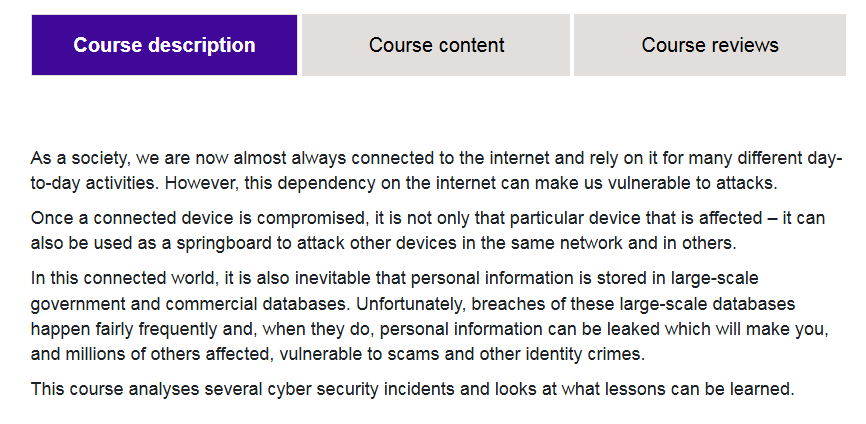 Course description
Course content
Course reviews
As a society, we are now almost always connected to the internet and rely on it for many different day-
to-day activities. However, this dependency on the internet can make us vulnerable to attacks.
Once a connected device is compromised, it is not only that particular device that is affected – it can
also be used as a springboard to attack other devices in the same network and in others.
In this connected world, it is also inevitable that personal information is stored in large-scale
government and commercial databases. Unfortunately, breaches of these large-scale databases
happen fairly frequently and, when they do, personal information can be leaked which will make you,
and millions of others affected, vulnerable to scams and other identity crimes.
This course analyses several cyber security incidents and looks at what lessons can be learned.